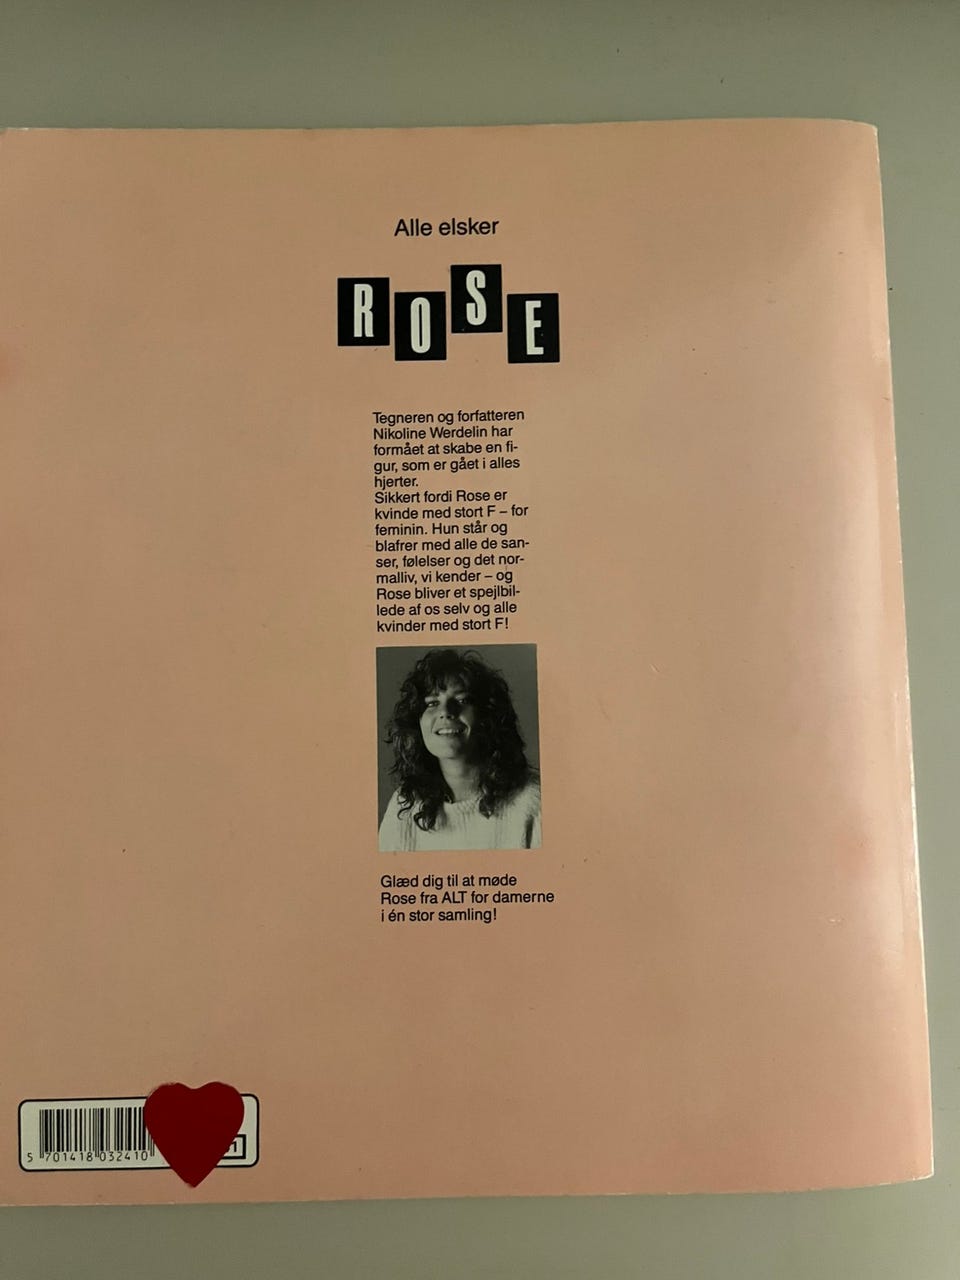 Alle elsker
ROSE
Tegneren og forfatteren
Nikoline Werdelin har
formået at skabe en fi-
gur, som er gået i alles
hjerter.
Sikkert fordi Rose er
kvinde med stort F – for
feminin. Hun står og
blafrer med alle de san-
ser, følelser og det nor-
malliv, vi kender – og
Rose bliver et spejlbil-
lede af os selv og alle
kvinder med stort F!
Glæd dig til at møde
Rose fra ALT for damerne
i én stor samling!
5 701418 032410